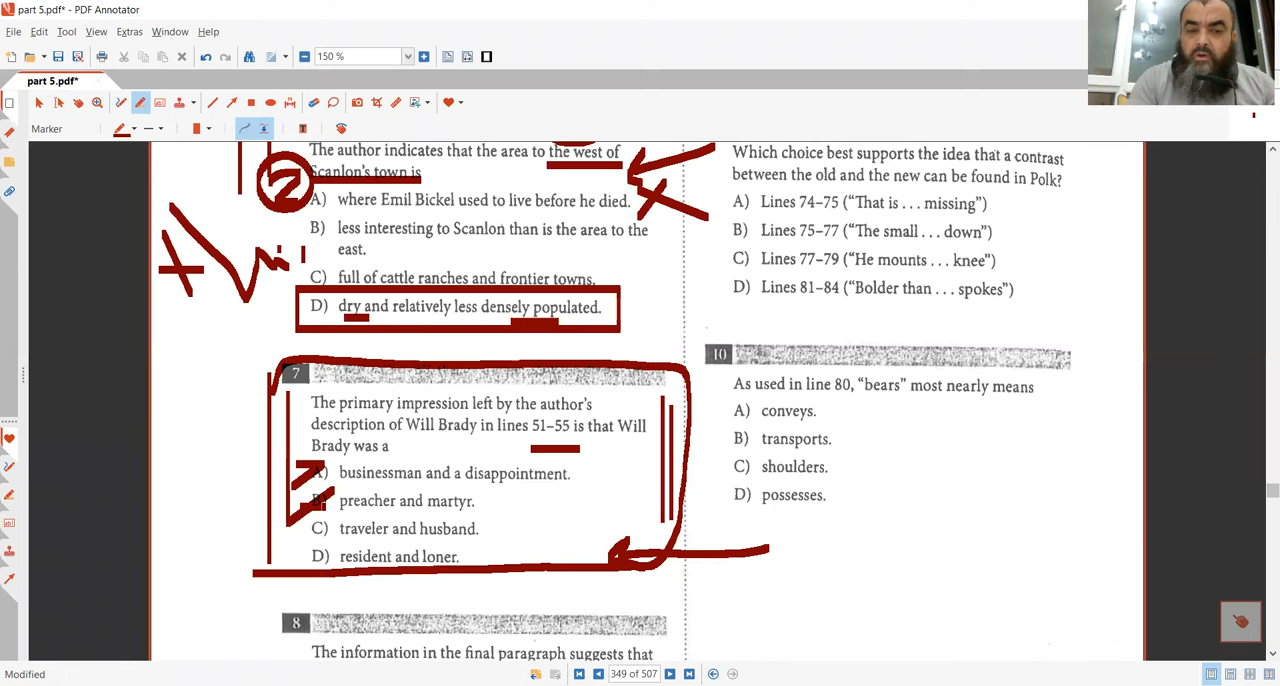 part 5.pdf* - PDF Annotator
File Edit Tool View Extras Window Help
150 %
part 5.pdf*
Marker
The author indicates that the area to the west of
Scanlon's town is
2
A) where Emil Bickel used to live before he died.
B) less interesting to Scanlon than is the area to the
east.
C) full of cattle ranches and frontier towns.
D) dry and relatively less densely populated.
7
The primary impression left by the author's
description of Will Brady in lines 51–55 is that Will
Brady was a
A) businessman and a disappointment.
B) preacher and martyr.
C) traveler and husband.
D) resident and loner.
8
The information in the final paragraph suggests that
Which choice best supports the idea that a contrast
between the old and the new can be found in Polk?
A) Lines 74–75 (“That is . . . missing”)
B) Lines 75–77 (“The small . . . down”)
C) Lines 77–79 (“He mounts . . . knee”)
D) Lines 81–84 (“Bolder than . . . spokes”)
10
As used in line 80, “bears” most nearly means
A) conveys.
B) transports.
C) shoulders.
D) possesses.
Modified
349 of 507